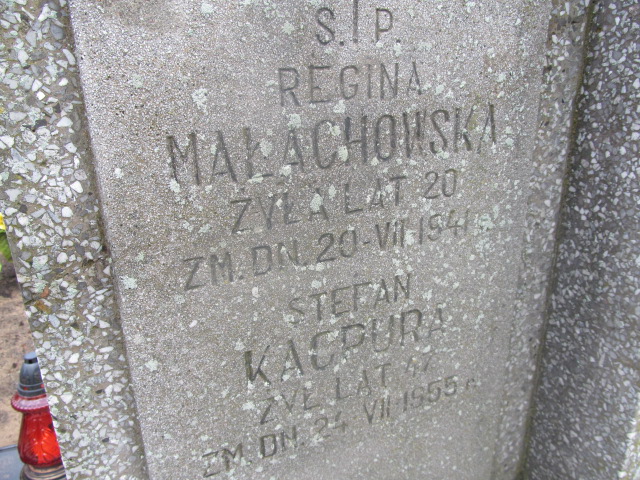 Ś.†P.
REGINA
MAŁACHOWSKA
ŻYŁA LAT 20
ZM. DN. 20-VII-1941
STEFAN
KACPURA
ŻYŁ LAT
ZM. DN. 24 VII.1955 r.